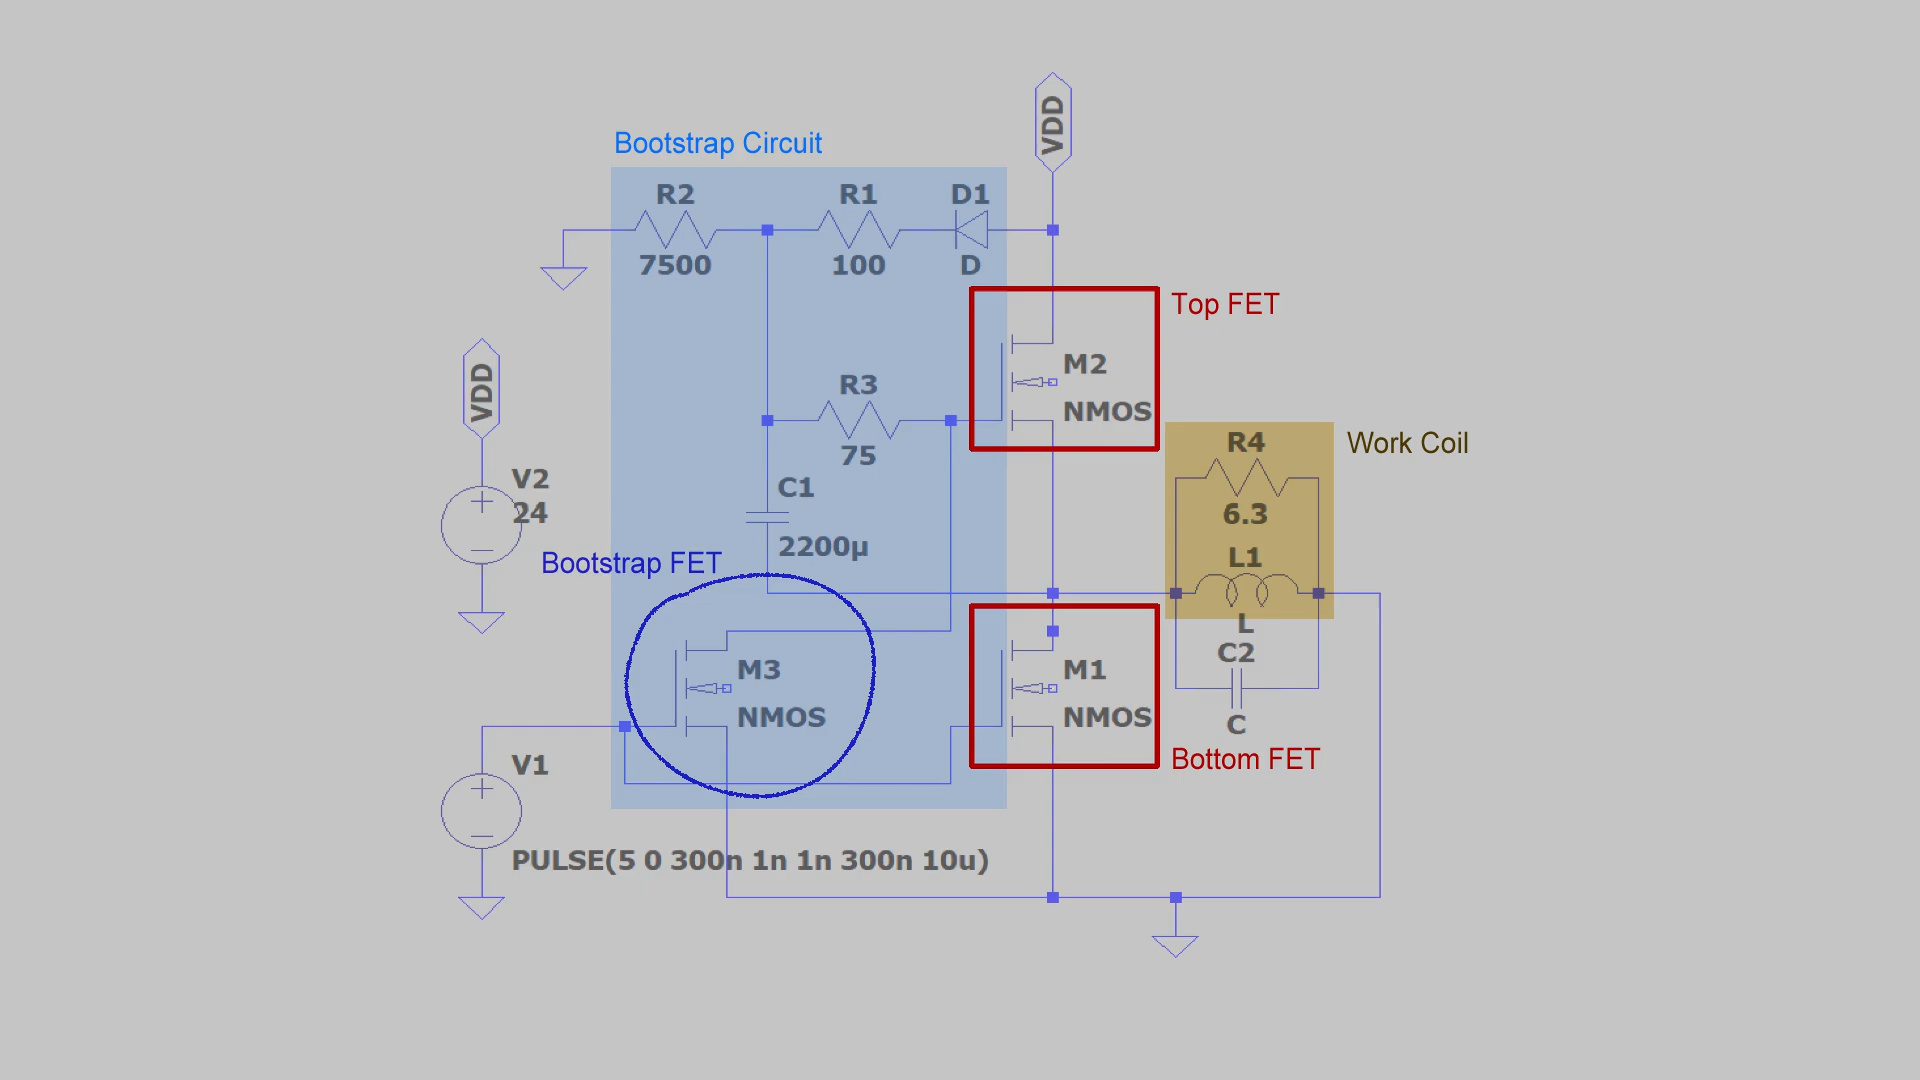 VDD
Bootstrap Circuit
R2
R1
D1
7500
100
D
Top FET
M2
NMOS
VDD
R3
75
R4
6.3
Work Coil
V2
24
C1
2200µ
Bootstrap FET
L1
L
C2
C
M3
NMOS
M1
NMOS
Bottom FET
V1
PULSE(5 0 300n 1n 1n 300n 10u)